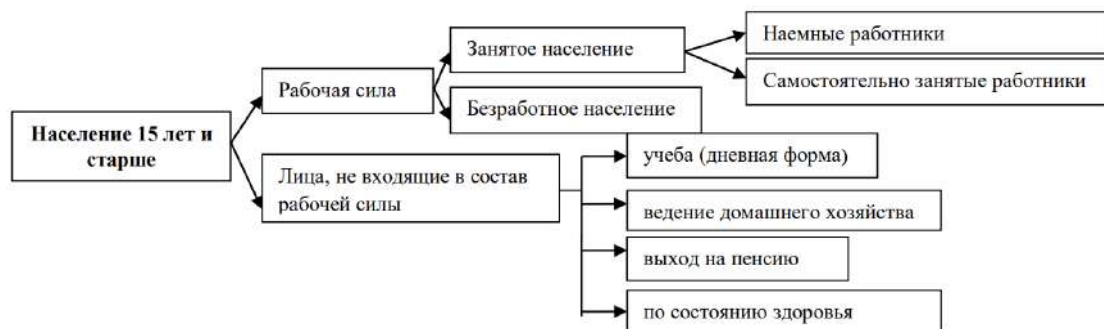 Население 15 лет и
старше
Рабочая сила
Занятое население
Наемные работники
Самостоятельно занятые работники
Безработное население
Лица, не входящие в состав
рабочей силы
учеба (дневная форма)
ведение домашнего хозяйства
выход на пенсию
по состоянию здоровья